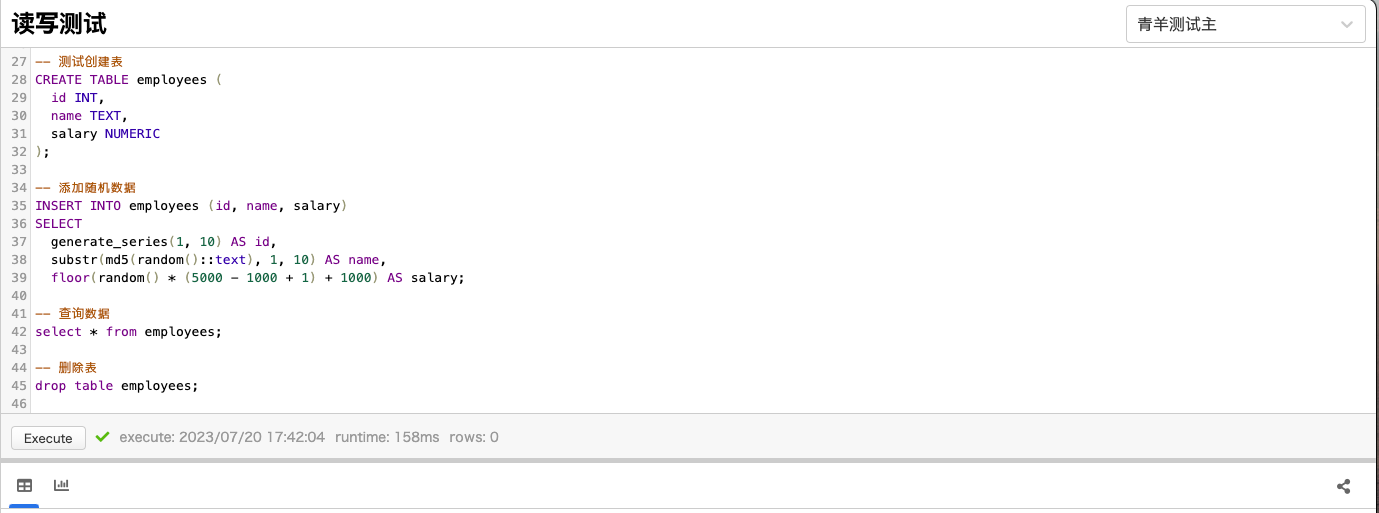 读写测试
青羊测试主
27 -- 测试创建表
28 CREATE TABLE employees (
29   id INT,
30   name TEXT,
31   salary NUMERIC
32 );
33
34 -- 添加随机数据
35 INSERT INTO employees (id, name, salary)
36 SELECT
37   generate_series(1, 10) AS id,
38   substr(md5(random()::text), 1, 10) AS name,
39   floor(random() * (5000 - 1000 + 1) + 1000) AS salary;
40
41 -- 查询数据
42 select * from employees;
43
44 -- 删除表
45 drop table employees;
46
Execute execute: 2023/07/20 17:42:04 runtime: 158ms rows: 0